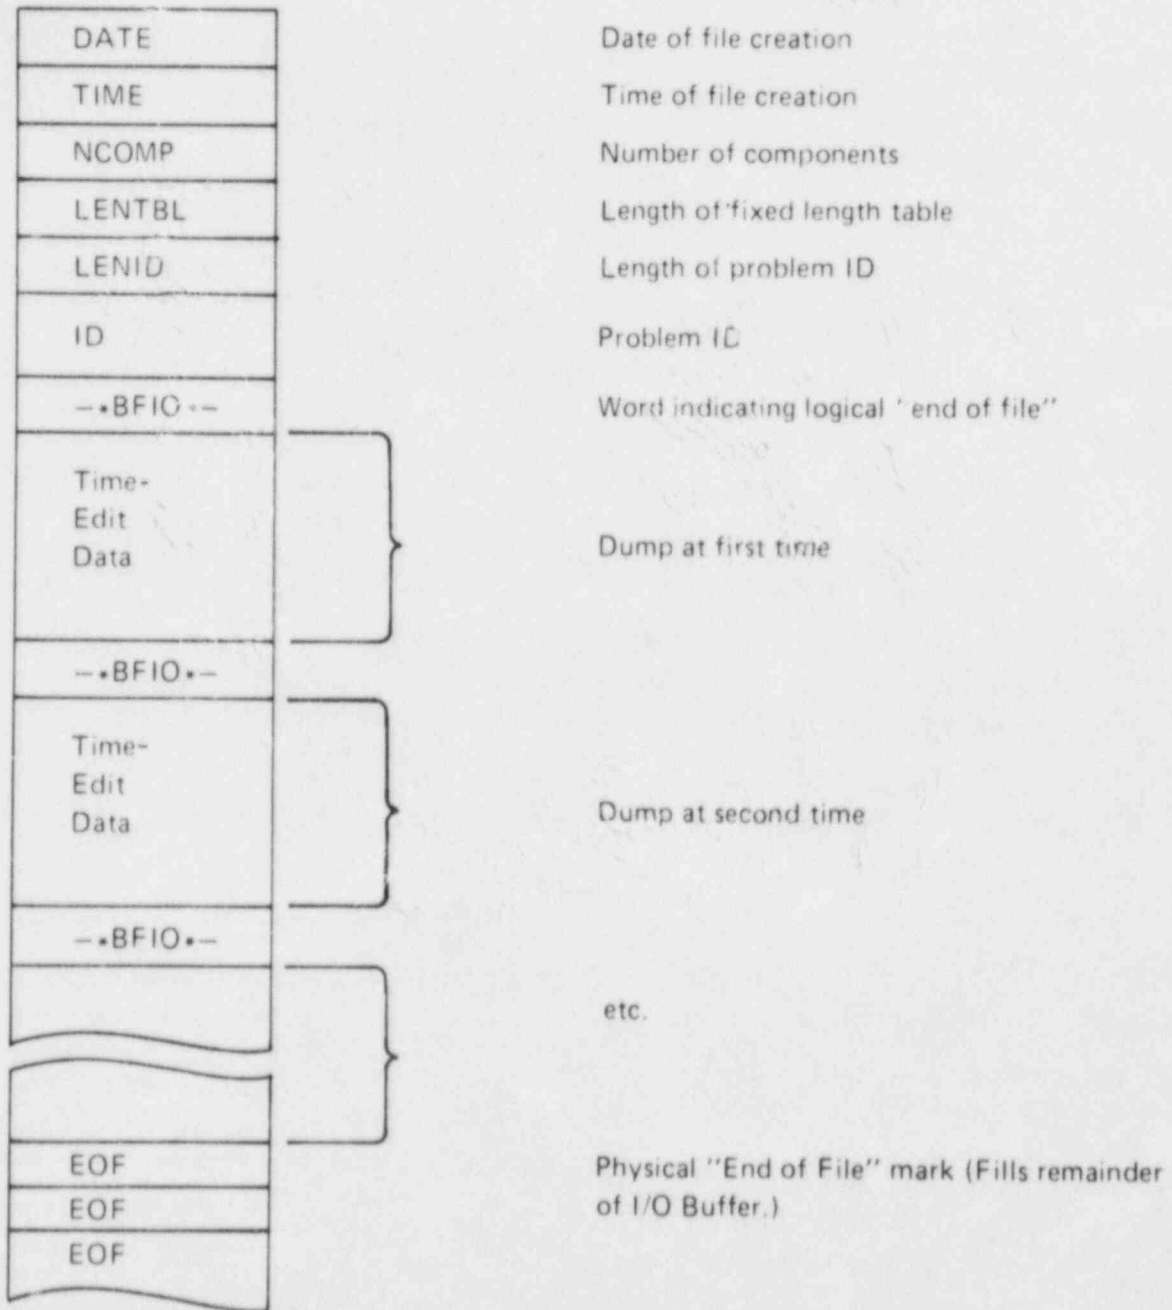 DATE Date of file creation
TIME Time of file creation
NCOMP Number of components
LENTBL Length of fixed length table
LENID Length of problem ID
ID Problem ID
-•BFIO•- Word indicating logical "end of file"
Time- 
Edit
Data
Dump at first time
-•BFIO•-
Time-
Edit
Data
Dump at second time
-•BFIO•-
etc.
EOF Physical "End of File" mark (Fills remainder
EOF of I/O Buffer.)
EOF